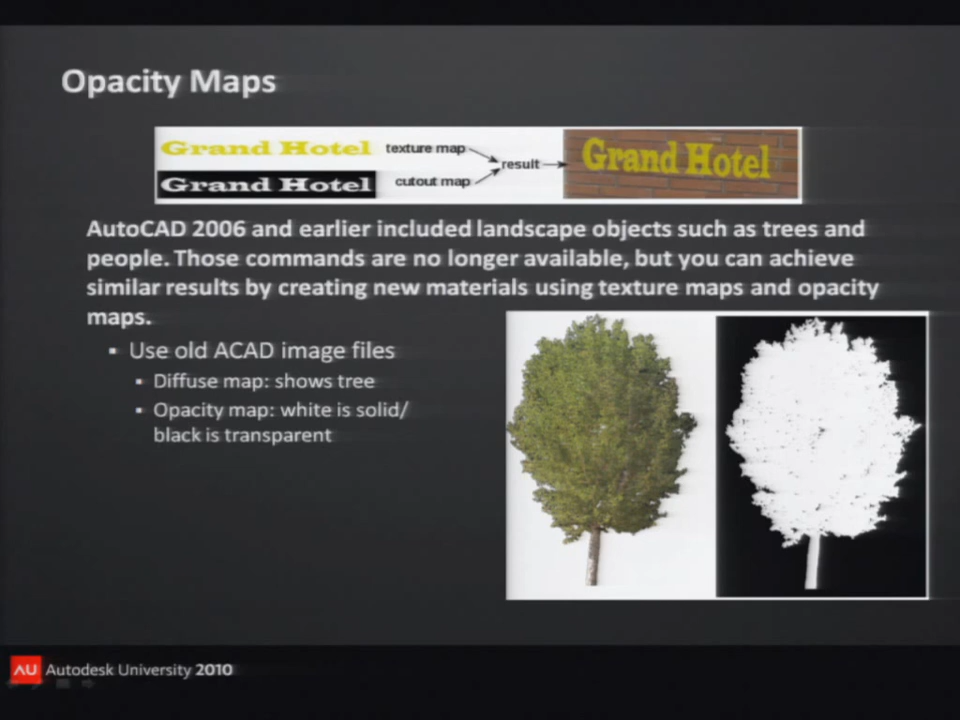 Opacity Maps
Grand Hotel texture map
result
Grand Hotel
Grand Hotel cutout map
AutoCAD 2006 and earlier included landscape objects such as trees and
people. Those commands are no longer available, but you can achieve
similar results by creating new materials using texture maps and opacity
maps.
▪ Use old ACAD image files
▪ Diffuse map: shows tree
▪ Opacity map: white is solid/
black is transparent
AU Autodesk University 2010